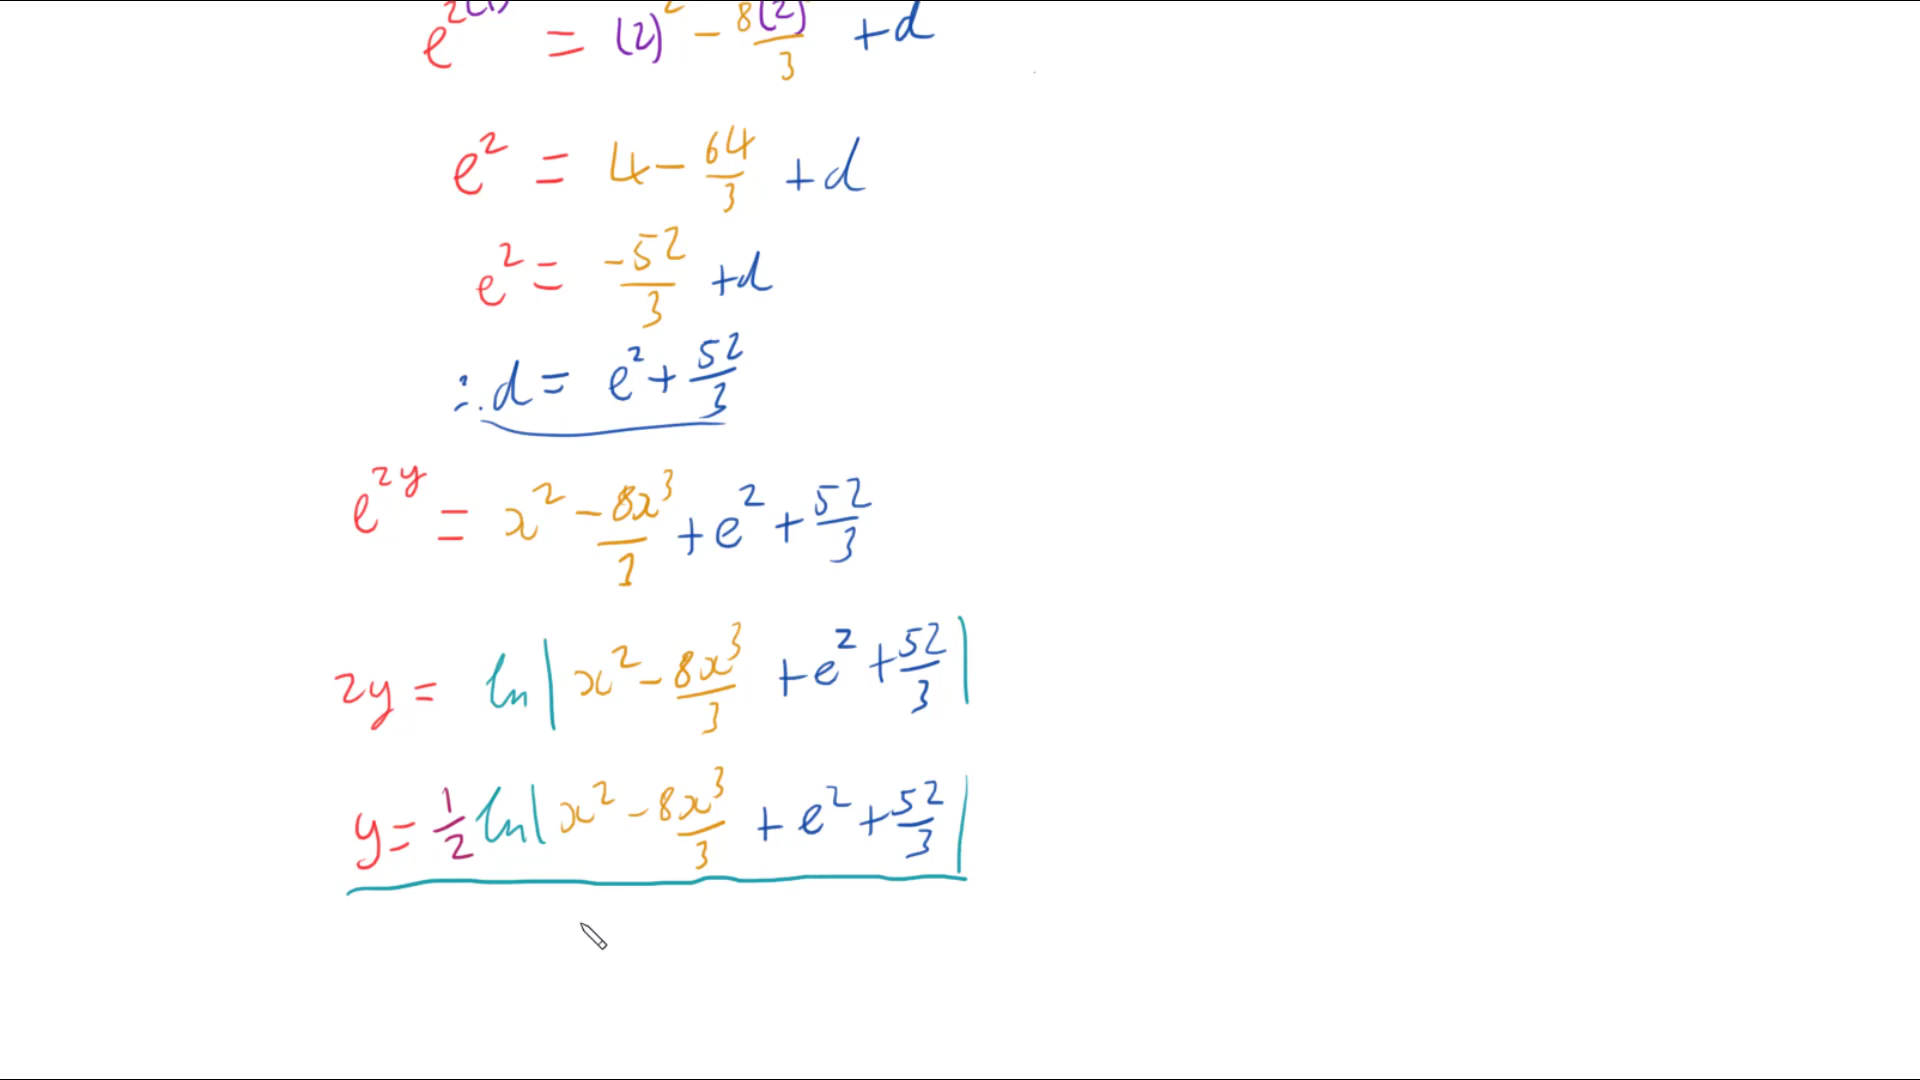 e^{2(1)} = (2)^2 - 8(2)/3 + d
e^2 = 4 - 64/3 + d
e^2 = -52/3 + d
∴ d = e^2 + 52/3
e^{2y} = x^2 - 8x^3/3 + e^2 + 52/3
2y = ln|x^2 - 8x^3/3 + e^2 + 52/3|
y = 1/2 ln|x^2 - 8x^3/3 + e^2 + 52/3|